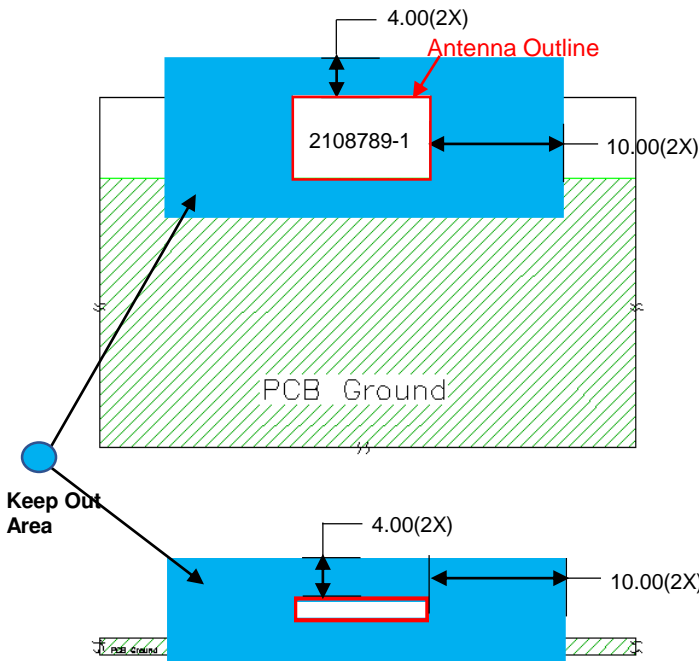 4.00(2X)
Antenna Outline
2108789-1
10.00(2X)
PCB Ground
Keep Out
Area
4.00(2X)
10.00(2X)
PCB Ground